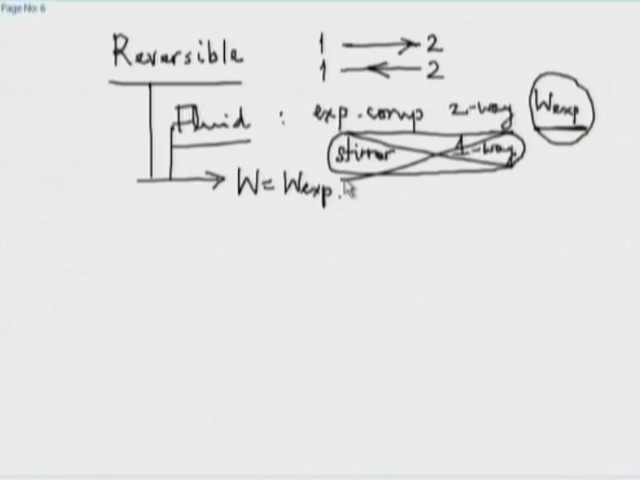 Page No: 6
Reversible 1 → 2
1 ← 2
Fluid : exp. comp 2-way Wexp
stirrer 1-way
W = Wexp.